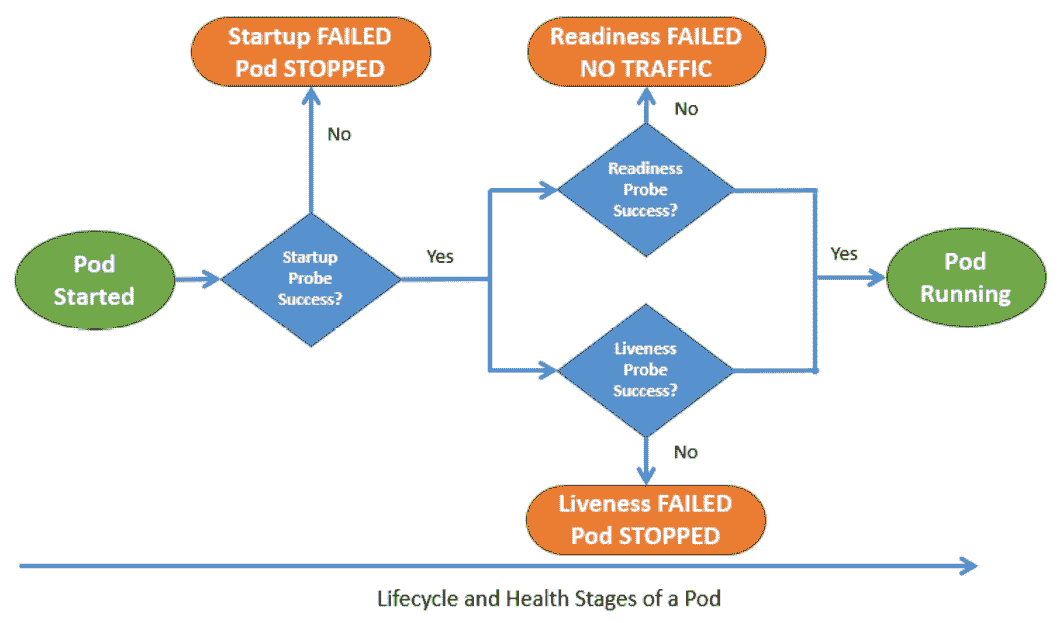 Startup FAILED
Pod STOPPED
Readiness FAILED
NO TRAFFIC
No
No
Readiness
Probe
Success?
Pod
Started
Startup
Probe
Success?
Yes
Yes
Pod
Running
Liveness
Probe
Success?
No
Liveness FAILED
Pod STOPPED
Lifecycle and Health Stages of a Pod